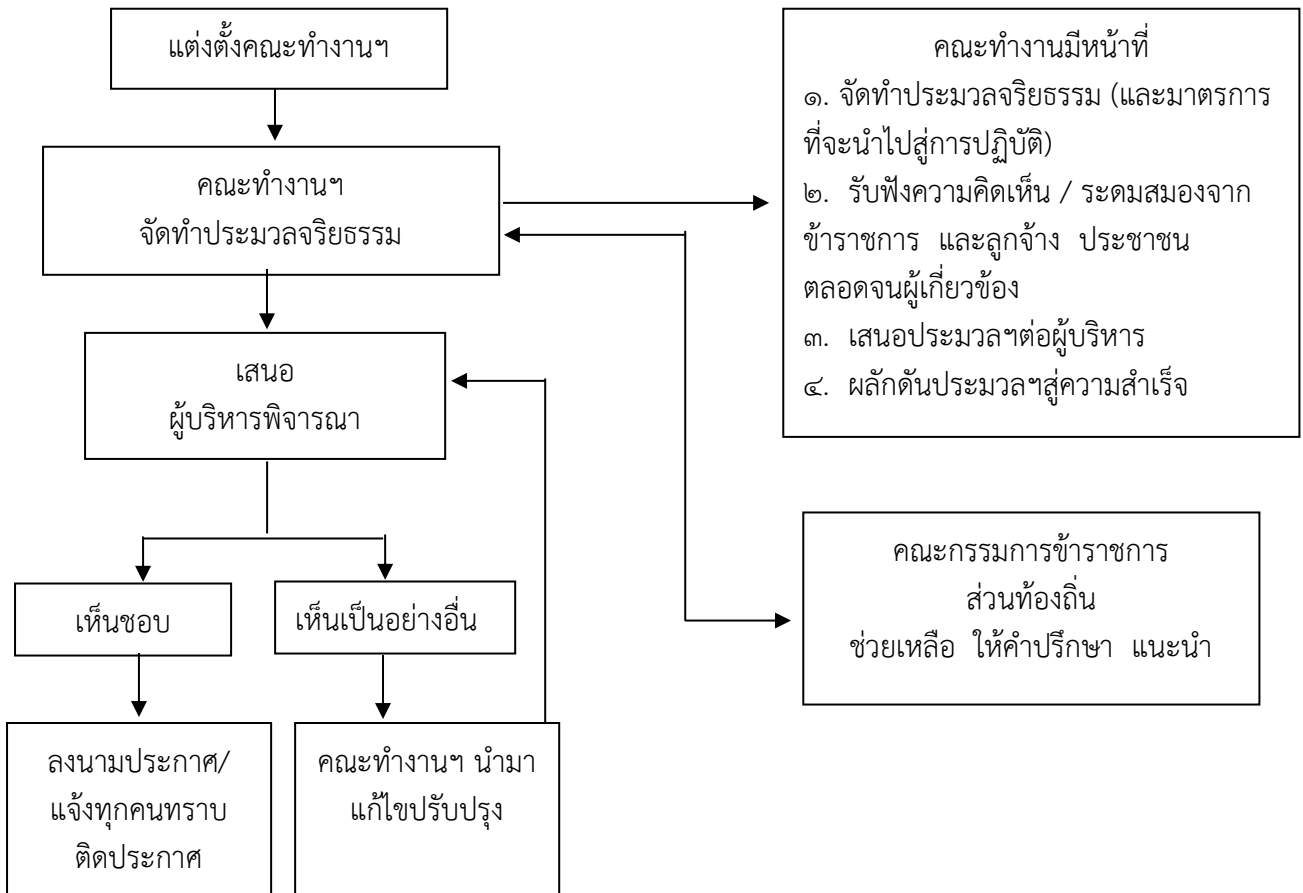 แต่งตั้งคณะทำงานฯ
คณะทำงานฯ
จัดทำประมวลจริยธรรม
เสนอ
ผู้บริหารพิจารณา
เห็นชอบ
เห็นเป็นอย่างอื่น
ลงนามประกาศ/
แจ้งทุกคนทราบ
ติดประกาศ
คณะทำงานฯ นำมา
แก้ไขปรับปรุง
คณะทำงานมีหน้าที่
๑. จัดทำประมวลจริยธรรม (และมาตรการ
ที่จะนำไปสู่การปฏิบัติ)
๒. รับฟังความคิดเห็น / ระดมสมองจาก
ข้าราชการ และลูกจ้าง ประชาชน
ตลอดจนผู้เกี่ยวข้อง
๓. เสนอประมวลฯต่อผู้บริหาร
๔. ผลักดันประมวลฯสู่ความสำเร็จ
คณะกรรมการข้าราชการ
ส่วนท้องถิ่น
ช่วยเหลือ ให้คำปรึกษา แนะนำ